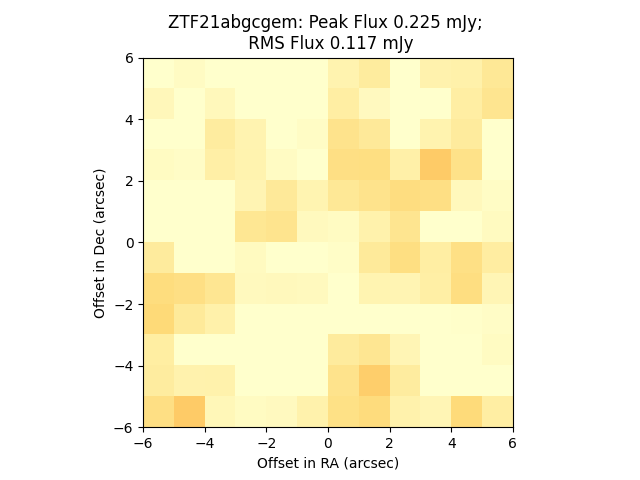 ZTF21abgcgem: Peak Flux 0.225 mJy;
RMS Flux 0.117 mJy
6
4
2
0
−2
−4
−6
Offset in Dec (arcsec)
−6 −4 −2 0 2 4 6
Offset in RA (arcsec)